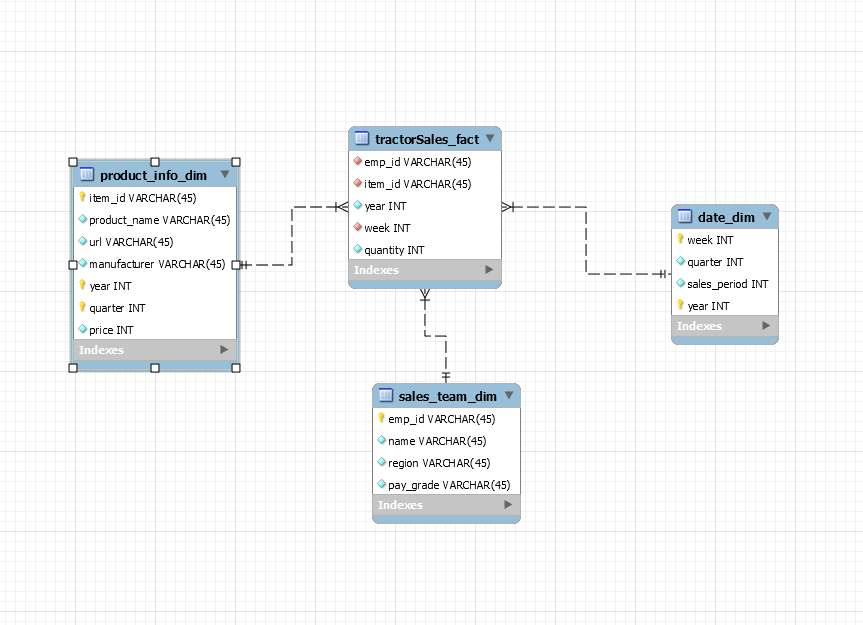 product_info_dim
item_id VARCHAR(45)
product_name VARCHAR(45)
url VARCHAR(45)
manufacturer VARCHAR(45)
year INT
quarter INT
price INT
Indexes
tractorSales_fact
emp_id VARCHAR(45)
item_id VARCHAR(45)
year INT
week INT
quantity INT
Indexes
date_dim
week INT
quarter INT
sales_period INT
year INT
Indexes
sales_team_dim
emp_id VARCHAR(45)
name VARCHAR(45)
region VARCHAR(45)
pay_grade VARCHAR(45)
Indexes